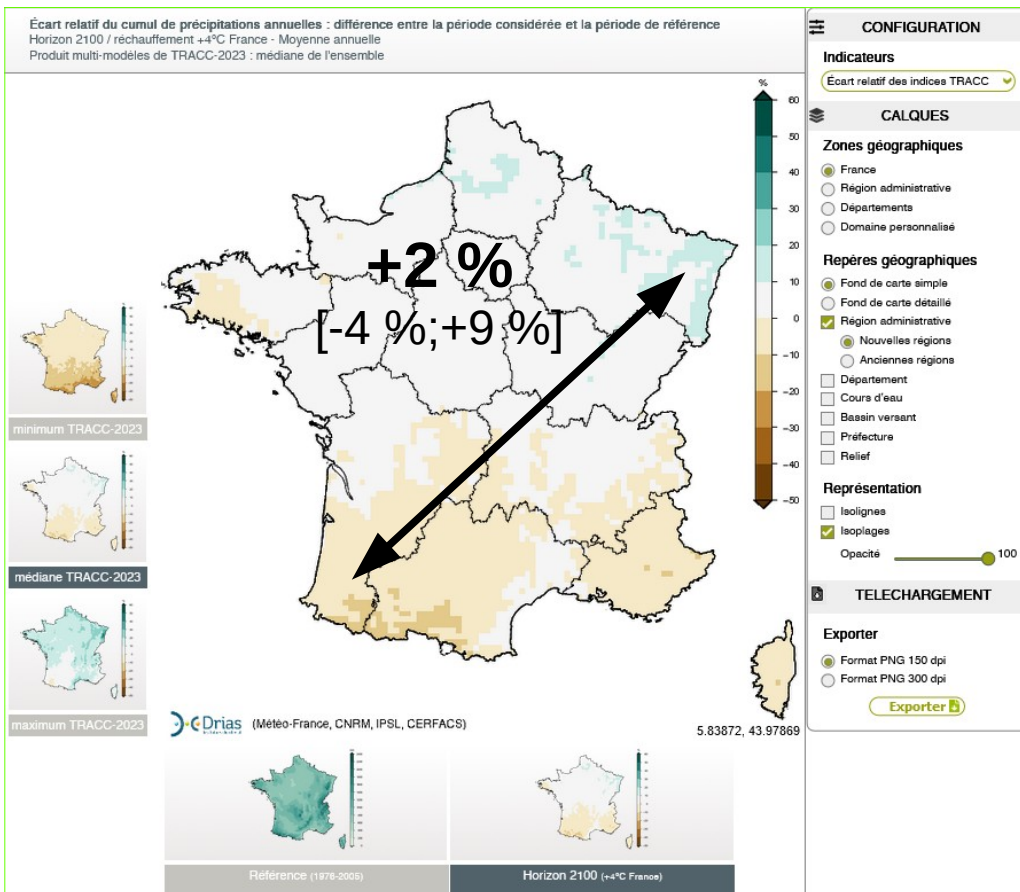 Écart relatif du cumul de précipitations annuelles : différence entre la période considérée et la période de référence
Horizon 2100 / réchauffement +4°C France - Moyenne annuelle
Produit multi-modèles de TRACC-2023 : médiane de l'ensemble
%
60
50
40
30
20
10
0
−10
−20
−30
−40
−50
+2 %
[-4 %;+9 %]
minimum TRACC-2023
médiane TRACC-2023
maximum TRACC-2023
Drias
(Météo-France, CNRM, IPSL, CERFACS)
5.83872, 43.97869
Référence (1976-2005)
Horizon 2100 (+4°C France)
CONFIGURATION
Indicateurs
Écart relatif des indices TRACC
CALQUES
Zones géographiques
France
Région administrative
Départements
Domaine personnalisé
Repères géographiques
Fond de carte simple
Fond de carte détaillé
Région administrative
Nouvelles régions
Anciennes régions
Département
Cours d'eau
Bassin versant
Préfecture
Relief
Représentation
Isolignes
Isoplages
Opacité 100
TELECHARGEMENT
Exporter
Format PNG 150 dpi
Format PNG 300 dpi
Exporter